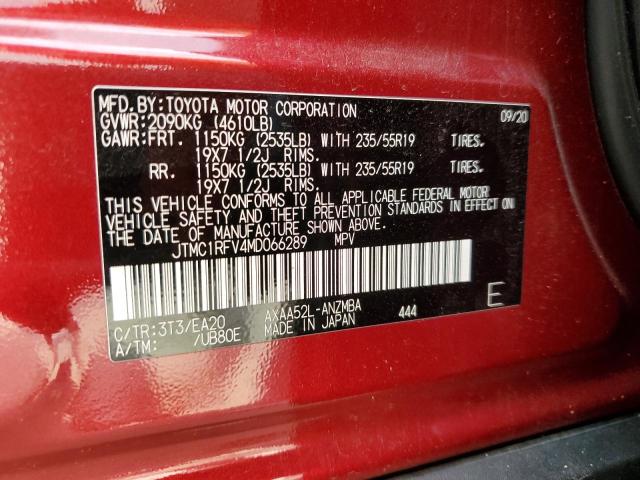 MFD. BY: TOYOTA MOTOR CORPORATION 09/20
GVWR: 2090KG (4610LB)
GAWR: FRT. 1150KG (2535LB) WITH 235/55R19 TIRES.
19X7 1/2J RIMS.
RR. 1150KG (2535LB) WITH 235/55R19 TIRES.
19X7 1/2J RIMS.
THIS VEHICLE CONFORMS TO ALL APPLICABLE FEDERAL MOTOR
VEHICLE SAFETY AND THEFT PREVENTION STANDARDS IN EFFECT ON
THE DATE OF MANUFACTURE SHOWN ABOVE.
JTMC1RFV4MD066289 MPV
C/TR: 3T3/EA20 AXAA52L-ANZMBA 444 E
A/TM: /UB80E MADE IN JAPAN